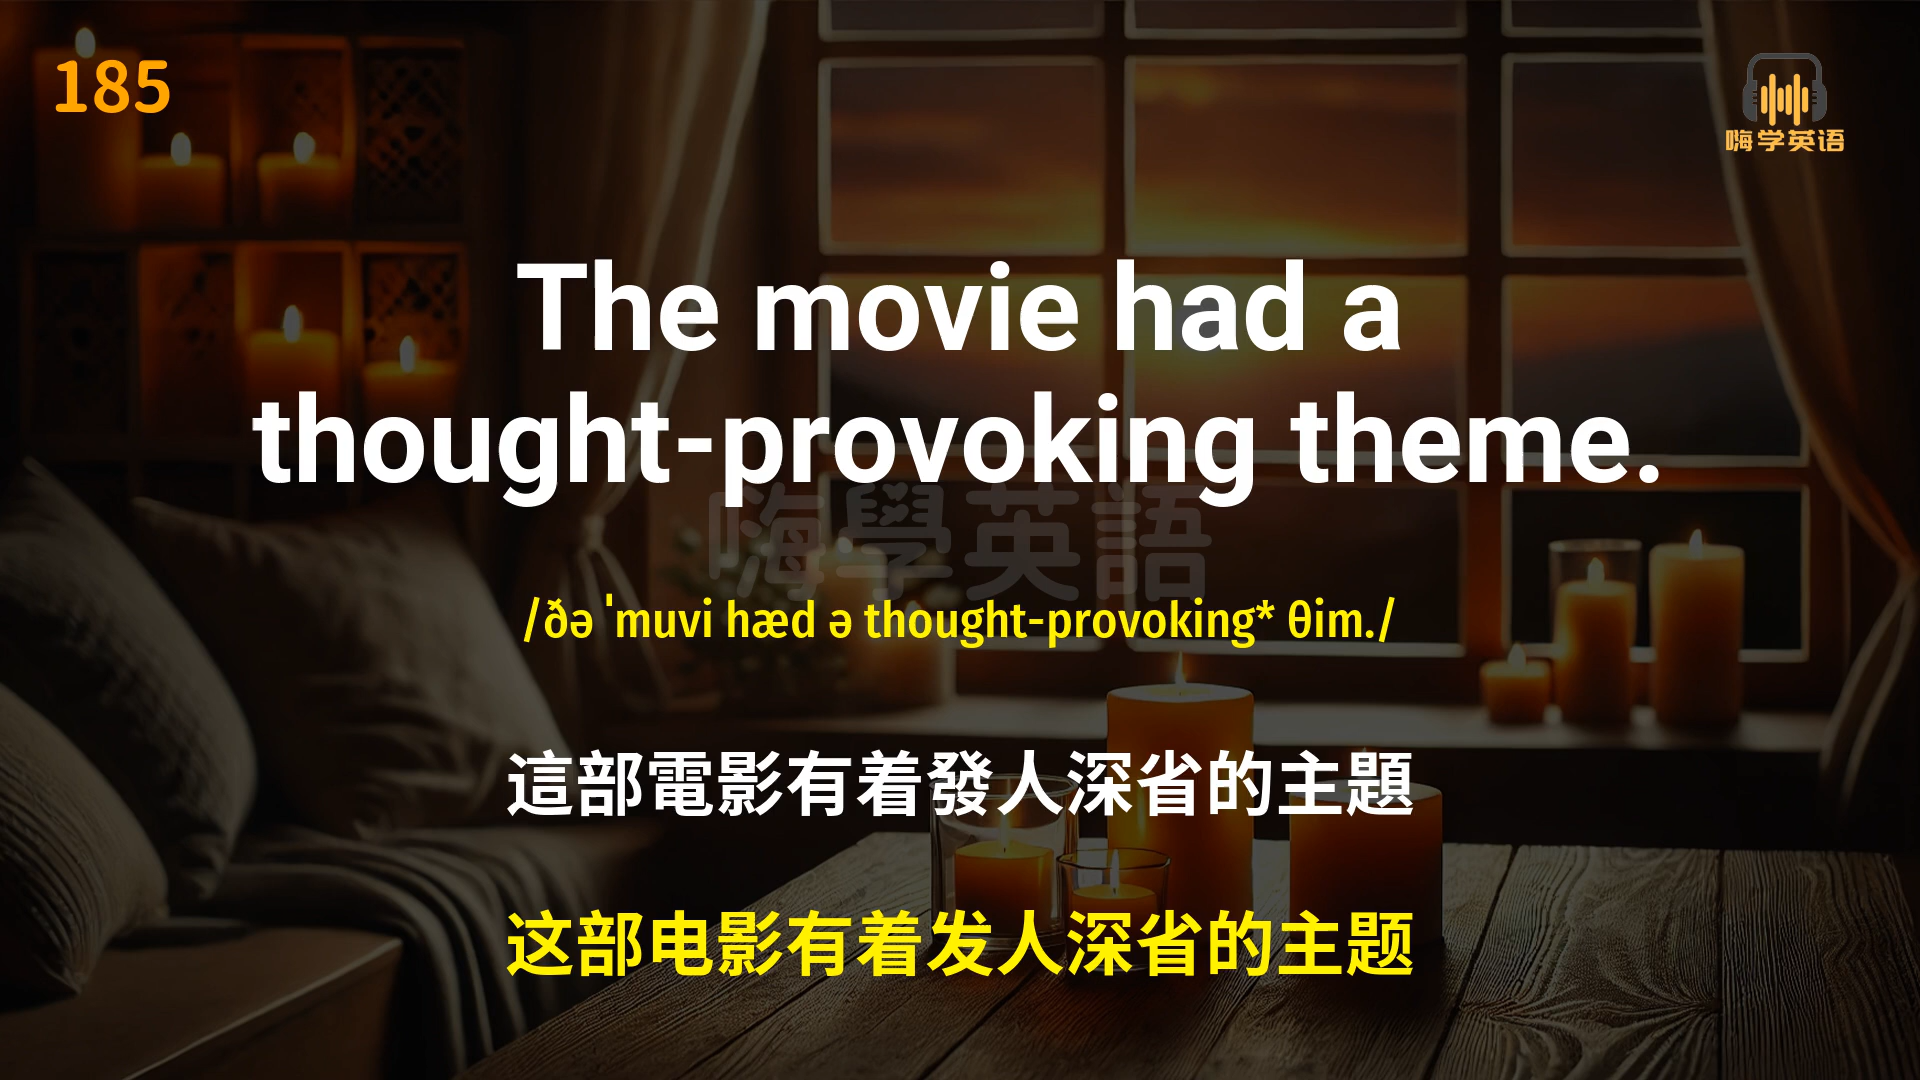 185
嗨学英语
The movie had a
thought-provoking theme.
嗨學英語
/ðə ˈmuvi hæd ə thought-provoking* θim./
這部電影有着發人深省的主題
这部电影有着发人深省的主题